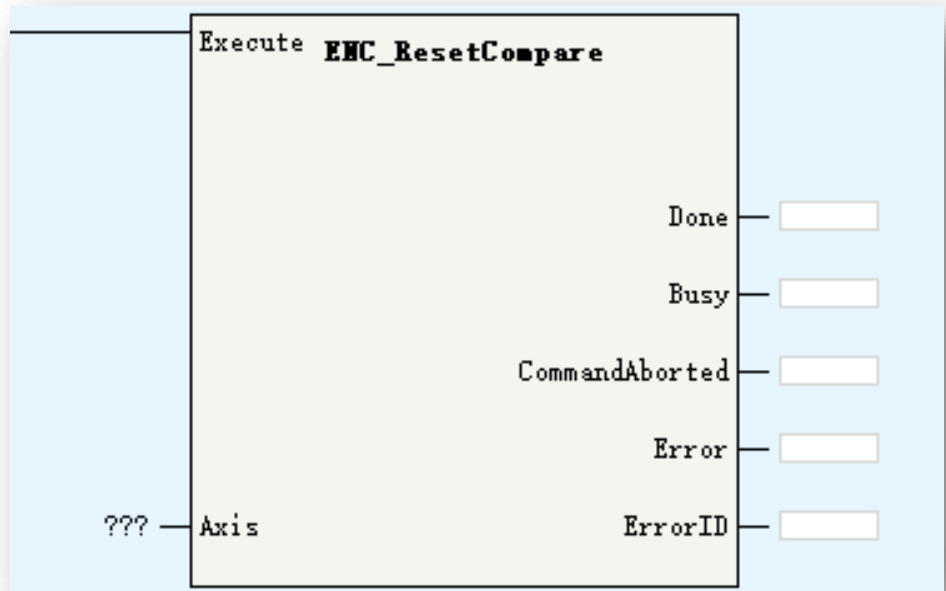 Execute ENC_ResetCompare
Done
Busy
CommandAborted
Error
??? Axis ErrorID